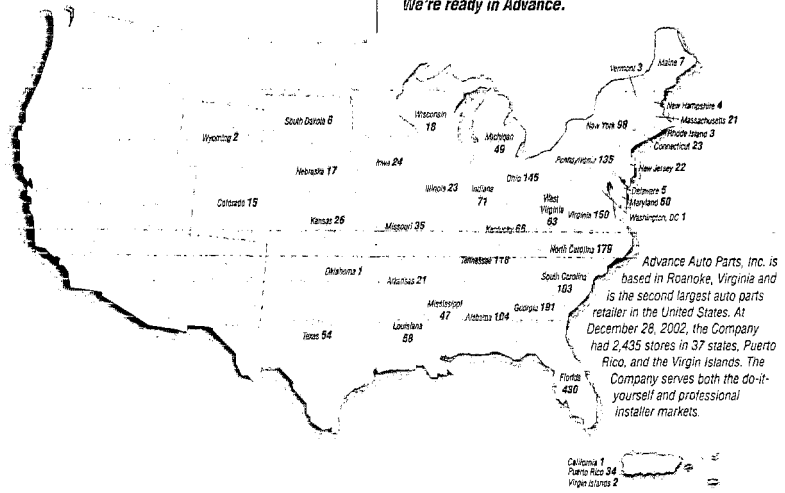 We're ready in Advance.
Vermont 3
Maine 7
New Hampshire 4
Massachusetts 21
Rhode Island 3
Connecticut 23
New York 98
Wisconsin
16
Michigan
49
South Dakota 6
Wyoming 2
Iowa 24
Nebraska 17
Pennsylvania 135
New Jersey 22
Ohio 145
Illinois 23
Indiana
71
Delaware 5
Maryland 50
Washington, DC 1
Colorado 15
West
Virginia
63
Virginia 150
Kansas 26
Missouri 35
Kentucky 66
North Carolina 179
Tennessee 118
Oklahoma 1
Arkansas 21
South Carolina
103
Mississippi
47
Alabama 104
Georgia 191
Texas 54
Louisiana
58
Florida
430
Advance Auto Parts, Inc. is
based in Roanoke, Virginia and
is the second largest auto parts
retailer in the United States. At
December 28, 2002, the Company
had 2,435 stores in 37 states, Puerto
Rico, and the Virgin Islands. The
Company serves both the do-it-
yourself and professional
installer markets.
California 1
Puerto Rico 34
Virgin Islands 2